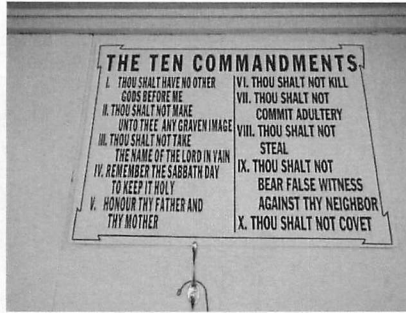 THE TEN COMMANDMENTS
I. THOU SHALT HAVE NO OTHER
GODS BEFORE ME
II. THOU SHALT NOT MAKE
UNTO THEE ANY GRAVEN IMAGE
III. THOU SHALT NOT TAKE
THE NAME OF THE LORD IN VAIN
IV. REMEMBER THE SABBATH DAY
TO KEEP IT HOLY
V. HONOUR THY FATHER AND
THY MOTHER
VI. THOU SHALT NOT KILL
VII. THOU SHALT NOT
COMMIT ADULTERY
VIII. THOU SHALT NOT
STEAL
IX. THOU SHALT NOT
BEAR FALSE WITNESS
AGAINST THY NEIGHBOR
X. THOU SHALT NOT COVET